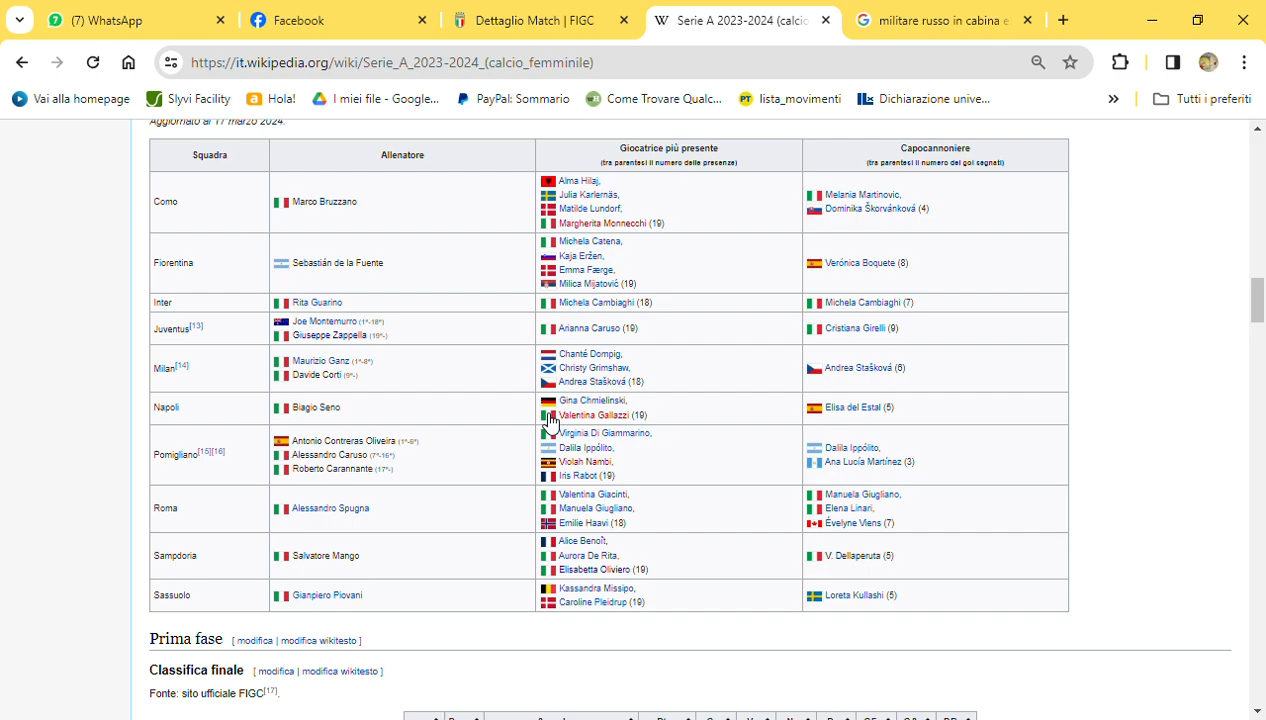 (7) WhatsApp
Facebook
Dettaglio Match | FIGC
Serie A 2023-2024 (calcio
militare russo in cabina e
https://it.wikipedia.org/wiki/Serie_A_2023-2024_(calcio_femminile)
Vai alla homepage
Slyvi Facility
Hola!
I miei file - Google...
PayPal: Sommario
Come Trovare Qualc...
lista_movimenti
Dichiarazione unive...
Tutti i preferiti
Aggiornato al 17 marzo 2024.
Squadra
Allenatore
Giocatrice più presente
(tra parentesi il numero delle presenze)
Capocannoniere
(tra parentesi il numero dei gol segnati)
Como
Marco Bruzzano
Alma Hilaj,
Julia Karlernäs,
Matilde Lundorf,
Margherita Monnecchi (19)
Melania Martinovic,
Dominika Škorvánková (4)
Fiorentina
Sebastián de la Fuente
Michela Catena,
Kaja Eržen,
Emma Færge,
Milica Mijatović (19)
Verónica Boquete (8)
Inter
Rita Guarino
Michela Cambiaghi (18)
Michela Cambiaghi (7)
Juventus[13]
Joe Montemurro (1ª-18ª)
Giuseppe Zappella (19ª-)
Arianna Caruso (19)
Cristiana Girelli (9)
Milan[14]
Maurizio Ganz (1ª-8ª)
Davide Corti (9ª-)
Chanté Dompig,
Christy Grimshaw,
Andrea Stašková (18)
Andrea Stašková (6)
Napoli
Biagio Seno
Gina Chmielinski,
Valentina Gallazzi (19)
Elisa del Estal (5)
Pomigliano[15][16]
Antonio Contreras Oliveira (1ª-6ª)
Alessandro Caruso (7ª-16ª)
Roberto Carannante (17ª-)
Virginia Di Giammarino,
Dalila Ippólito,
Violah Nambi,
Iris Rabot (19)
Dalila Ippólito,
Ana Lucía Martínez (3)
Roma
Alessandro Spugna
Valentina Giacinti,
Manuela Giugliano,
Emilie Haavi (18)
Manuela Giugliano,
Elena Linari,
Évelyne Viens (7)
Sampdoria
Salvatore Mango
Alice Benoît,
Aurora De Rita,
Elisabetta Oliviero (19)
V. Dellaperuta (5)
Sassuolo
Gianpiero Piovani
Kassandra Missipo,
Caroline Pleidrup (19)
Loreta Kullashi (5)
Prima fase [ modifica | modifica wikitesto ]
Classifica finale [ modifica | modifica wikitesto ]
Fonte: sito ufficiale FIGC[17].